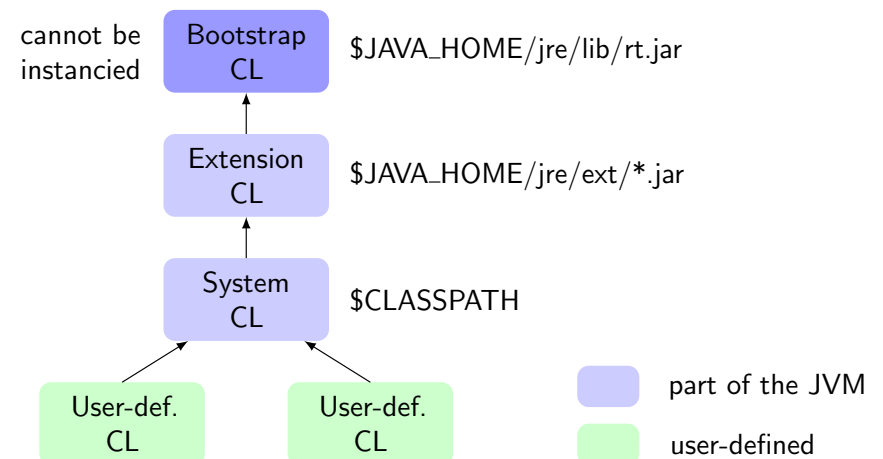 cannot be
instancied
Bootstrap
CL
$JAVA_HOME/jre/lib/rt.jar
Extension
CL
$JAVA_HOME/jre/ext/*.jar
System
CL
$CLASSPATH
User-def.
CL
User-def.
CL
part of the JVM
user-defined